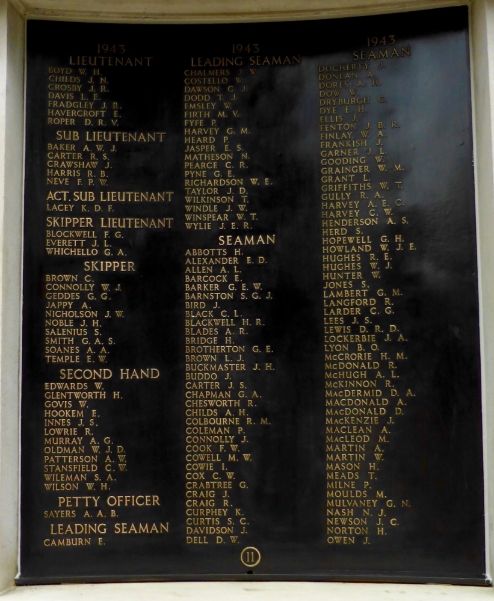 1943
LIEUTENANT
BOYD W. H.
CHILDS J. N.
CROSBY J. R.
DAVIS L. E.
FRADGLEY J. B.
HAVERCROFT E.
ROPER D. R. V.
SUB LIEUTENANT
BAKER A. W. J.
CARTER R. S.
CRAWSHAW J.
HARRIS R. B.
NEVE F. P. W.
ACT. SUB LIEUTENANT
LACEY K. D. F.
SKIPPER LIEUTENANT
BLOCKWELL F. G.
EVERETT J. L.
WHICHELLO G. A.
SKIPPER
BROWN C.
CONNOLLY W. J.
GEDDES G. G.
JAPPY A.
NICHOLSON J. W.
NOBLE J. H.
SALENIUS S.
SMITH G. A. S.
SOANES A. A.
TEMPLE E. W.
SECOND HAND
EDWARDS W.
GLENTWORTH H.
GOVIS W.
HOOKEM E.
INNES J. S.
LOWRIE R.
MURRAY A. G.
OLDMAN W. J. D.
PATTERSON A. W.
STANSFIELD C. W.
WILEMAN S. A.
WILSON W. H.
PETTY OFFICER
SAYERS A. A. B.
LEADING SEAMAN
CAMBURN E.
1943
LEADING SEAMAN
CHALMERS J. W.
COSTELLO W.
DAWSON G. J.
DODD T. J.
EMSLEY W.
FIRTH M. V.
FYFE P.
HARVEY G. M.
HEARD P.
JASPER E. S.
MATHESON N.
PEARCE C. R.
PYNE G. E.
RICHARDSON W. E.
TAYLOR J. D.
WILKINSON T.
WINDLE J. W.
WINSPEAR W. T.
WYLIE J. E. R.
SEAMAN
ABBOTTS H.
ALEXANDER E. D.
ALLEN A. L.
BABCOCK E.
BARKER G. E. W.
BARNSTON S. G. J.
BIRD J.
BLACK C. L.
BLACKWELL H. R.
BLADES A. R.
BRIDGE H.
BROTHERTON G. E.
BROWN L. J.
BUCKMASTER J. H.
BUDDO J.
CARTER J. S.
CHAPMAN G. A.
CHESWORTH R.
CHILDS A. H.
COLBOURNE R. M.
COLEMAN P.
CONNOLLY J.
COOK F. W.
COWELL M. W.
COWIE I.
COX C. W.
CRABTREE G.
CRAIG J.
CRAIG R.
GURPHEY K.
CURTIS S. C.
DAVIDSON J.
DELL D. W.
11
1943
SEAMAN
DOCHERTY
DONLAN A.
DORIS
DOW
DRYBURGH
DYE E. H.
ELLIS J.
FENTON J. E. R.
FINLAY W. A.
FRANKISH J.
GARNER J. L.
GOODING W.
GRAINGER W. M.
GRANT L.
GRIFFITHS W. T.
GULLY R. A.
HARVEY A. E. C.
HARVEY C. W.
HENDERSON A. S.
HERD S.
HOPEWELL G. H.
HOWLAND W. J. E.
HUGHES R. E.
HUGHES W. J.
HUNTER W.
JONES S.
LAMBERT G. M.
LANGFORD R.
LARDER C. G.
LEES J. S.
LEWIS D. R. D.
LOCKERBIE J. A.
LYON B. O.
McCRORIE H. M.
McDONALD R.
McHUGH A. L.
McKINNON R.
MacDERMID D. A.
MACDONALD A.
MacDONALD D.
MacKENZIE J.
MACLEAN A.
MacLEOD M.
MARTIN A.
MARTIN W.
MASON H.
MEADS T.
MILNE P.
MOULDS M.
MULVANEY G. N.
NASH N. J.
NEWSON J. C.
NORTON H.
OWEN J.